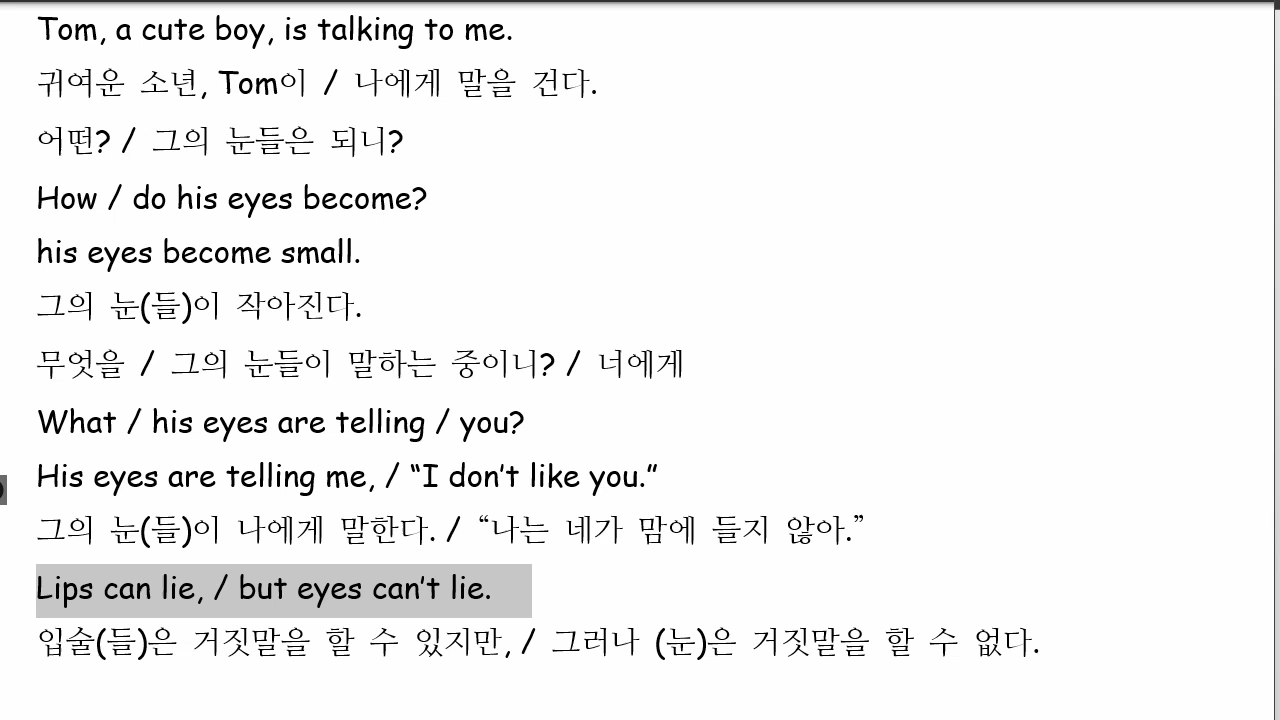 Tom, a cute boy, is talking to me.
귀여운 소년, Tom이 / 나에게 말을 건다.
어떤? / 그의 눈들은 되니?
How / do his eyes become?
his eyes become small.
그의 눈(들)이 작아진다.
무엇을 / 그의 눈들이 말하는 중이니? / 너에게
What / his eyes are telling / you?
His eyes are telling me, / “I don’t like you.”
그의 눈(들)이 나에게 말한다. / “나는 네가 맘에 들지 않아.”
Lips can lie, / but eyes can’t lie.
입술(들)은 거짓말을 할 수 있지만, / 그러나 (눈)은 거짓말을 할 수 없다.